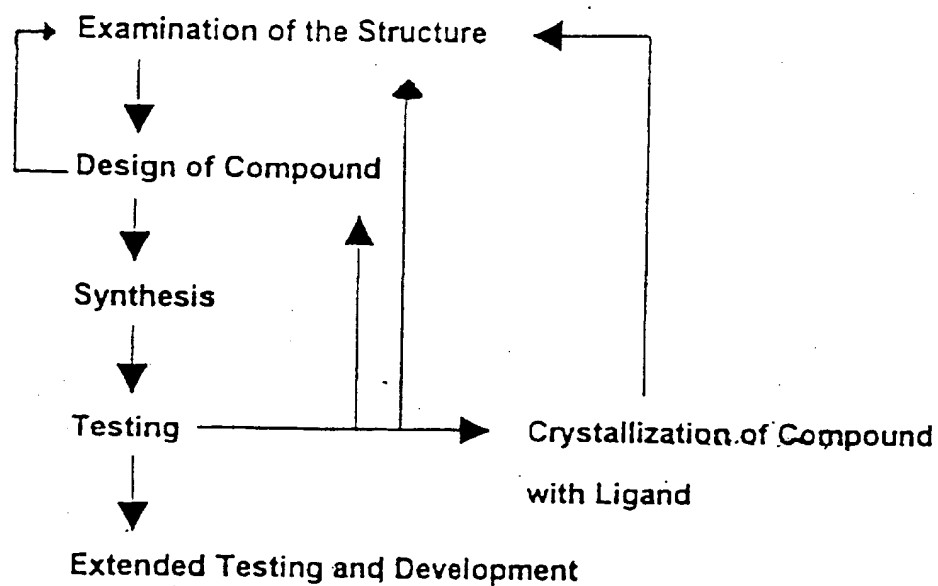 Examination of the Structure
Design of Compound
Synthesis
Testing
Crystallization of Compound
with Ligand
Extended Testing and Development